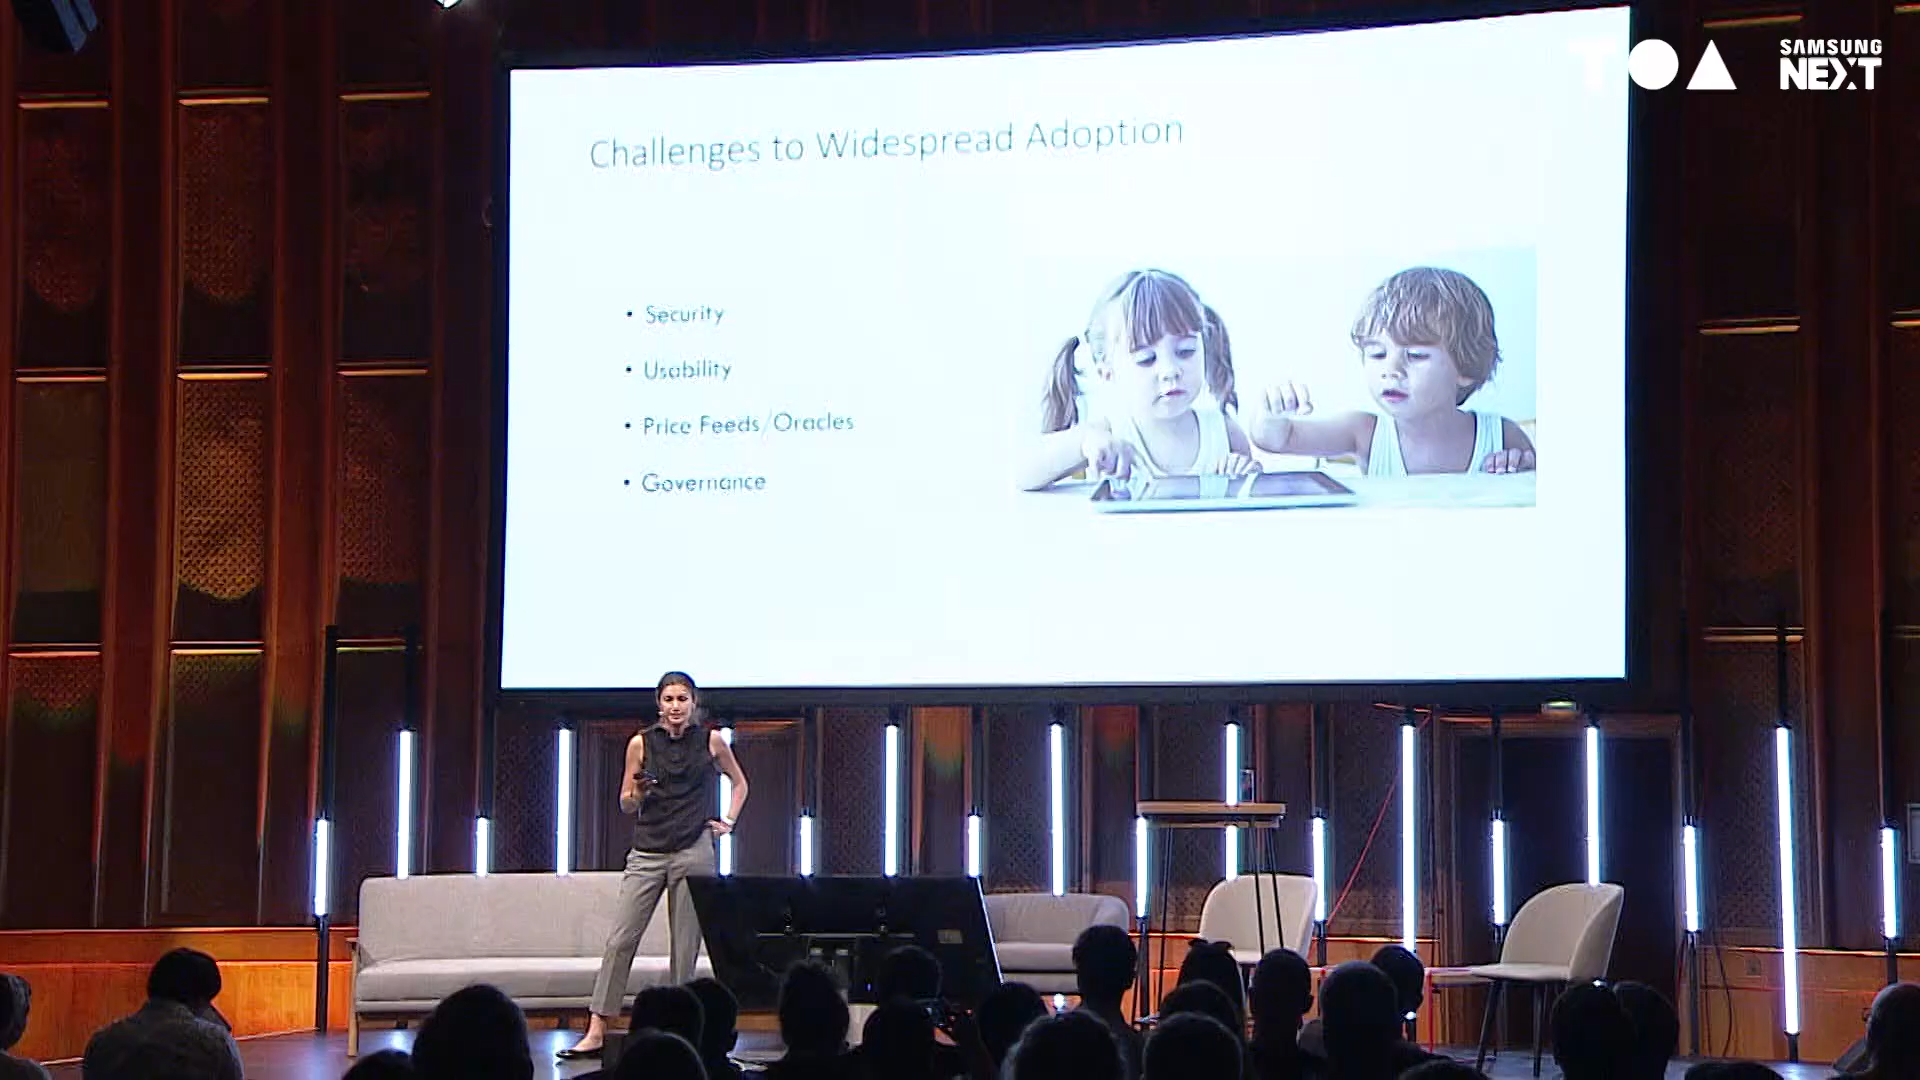 TOA
SAMSUNG
NEXT
Challenges to Widespread Adoption
• Security
• Usability
• Price Feeds/Oracles
• Governance